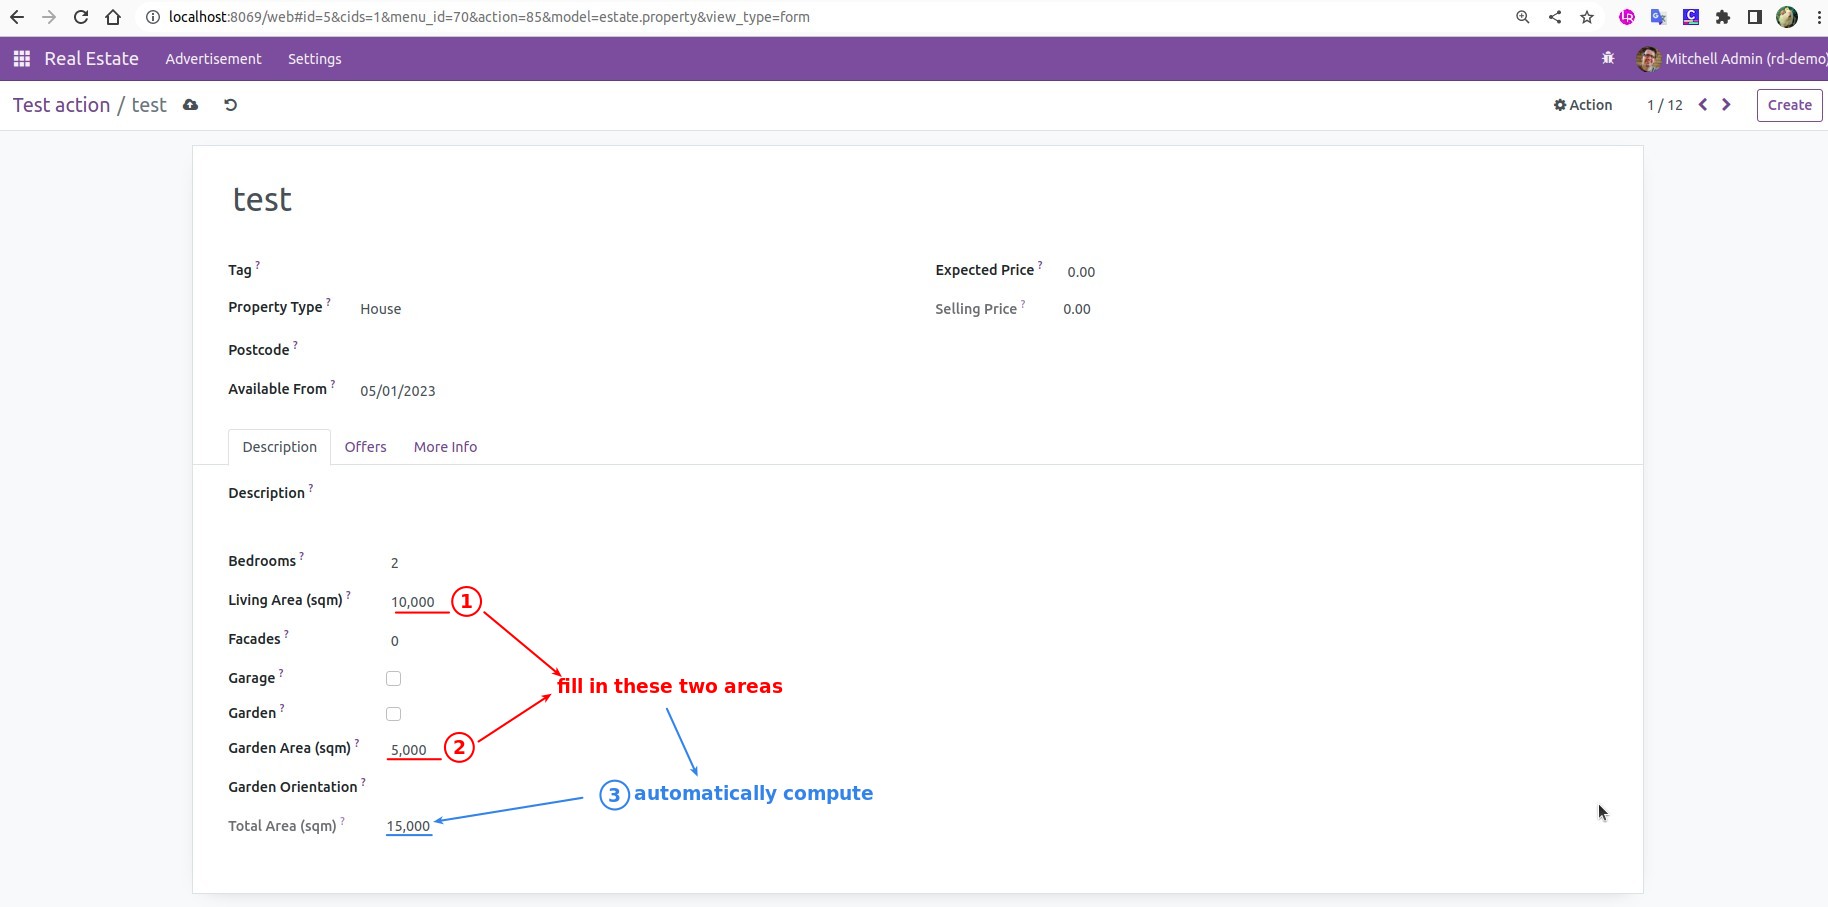 localhost:8069/web#id=5&cids=1&menu_id=70&action=85&model=estate.property&view_type=form
Real Estate Advertisement Settings Mitchell Admin (rd-demo)
Test action / test Action 1 / 12 Create
test
Tag ? Expected Price ? 0.00
Property Type ? House Selling Price ? 0.00
Postcode ?
Available From ? 05/01/2023
Description Offers More Info
Description ?
Bedrooms ? 2
Living Area (sqm) ? 10,000 1
Facades ? 0
Garage ?
fill in these two areas
Garden ?
Garden Area (sqm) ? 5,000 2
Garden Orientation ?
3 automatically compute
Total Area (sqm) ? 15,000